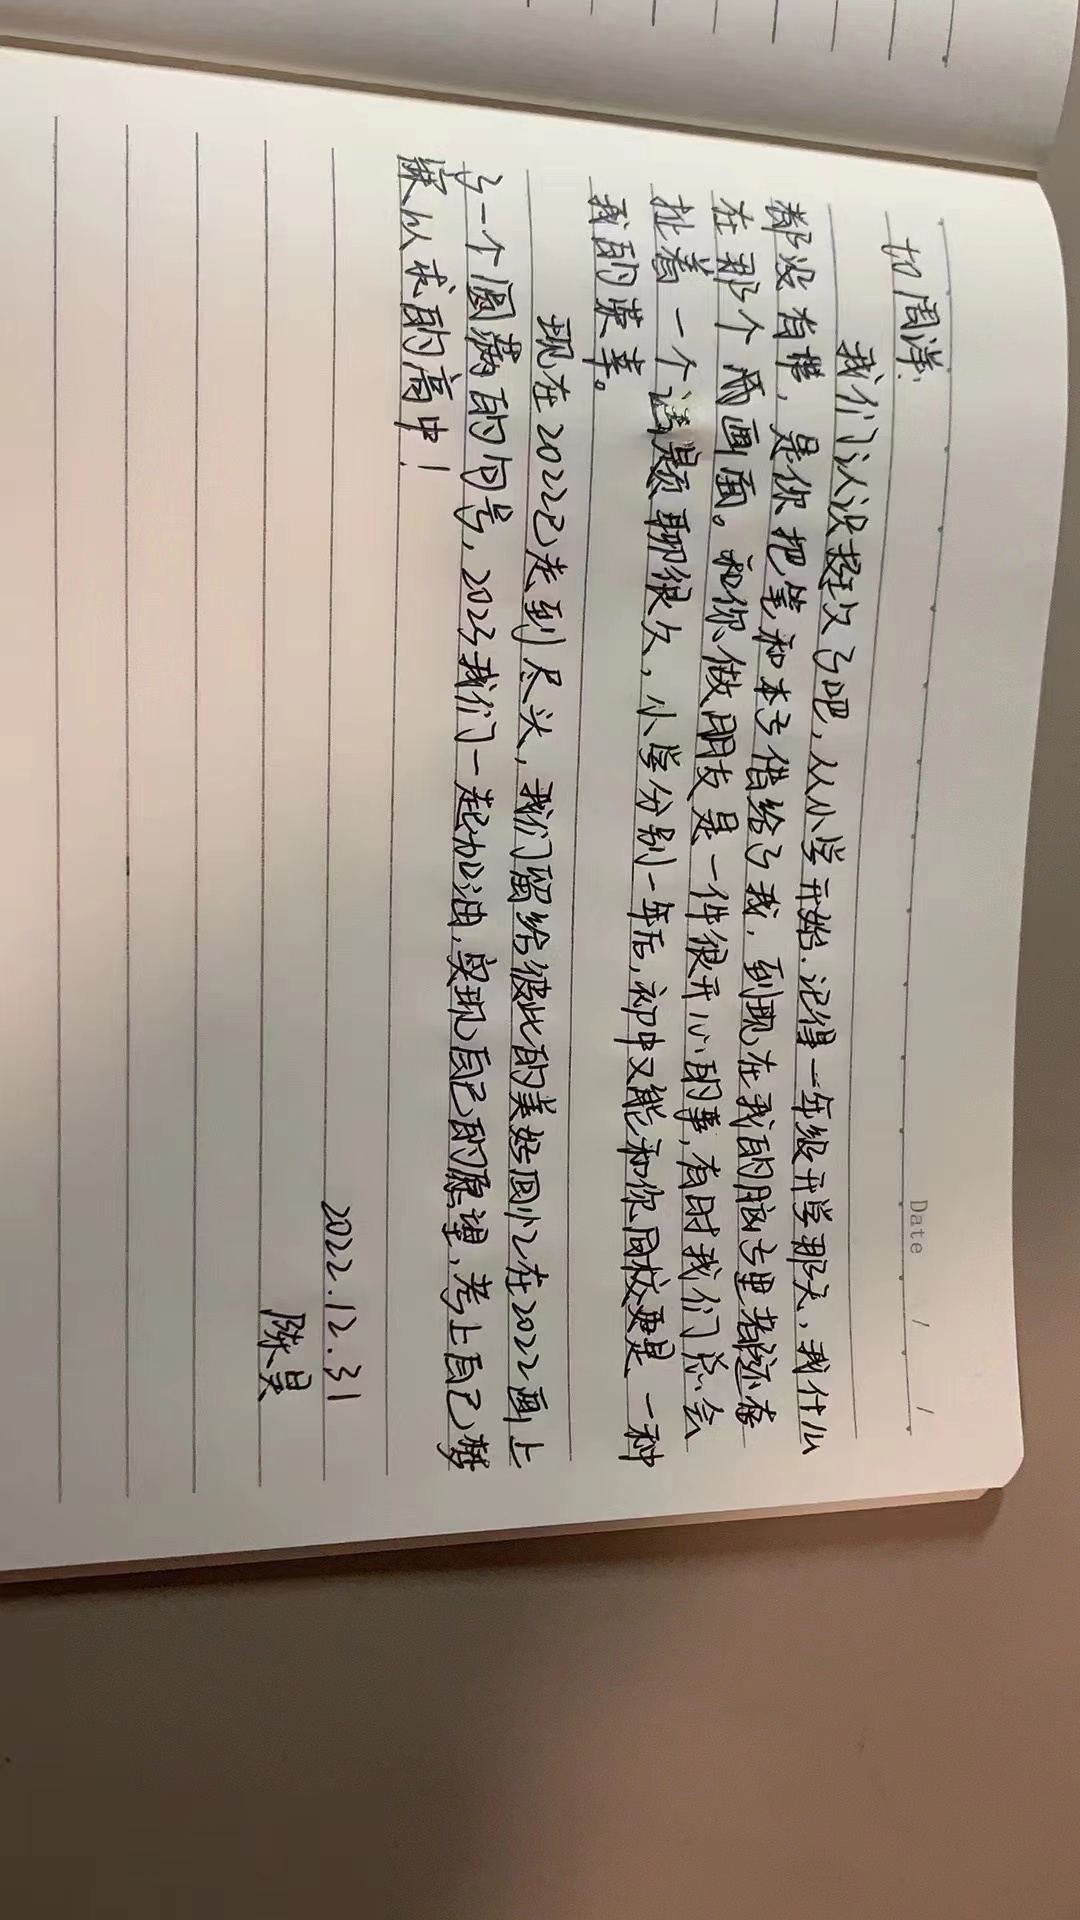 Date / /
to 周洋:
我们认识挺久了吧,从小学开始.记得一年级开学那天,我什么
都没有带,是你把笔和本子借给了我,到现在我的脑子里都还存
在那个画面。和你做朋友是一件很开心的事,有时我们总会
扯着一个话题聊很久,小学分别一年后,初中又能和你同校更是一种
我的荣幸。
现在2022已走到尽头,我们留给彼此的美好回忆在2022画上
了一个圆满的句号,2023我们一起加油,实现自己的愿望,考上自己梦
寐以求的高中!
2022.12.31
陈昊